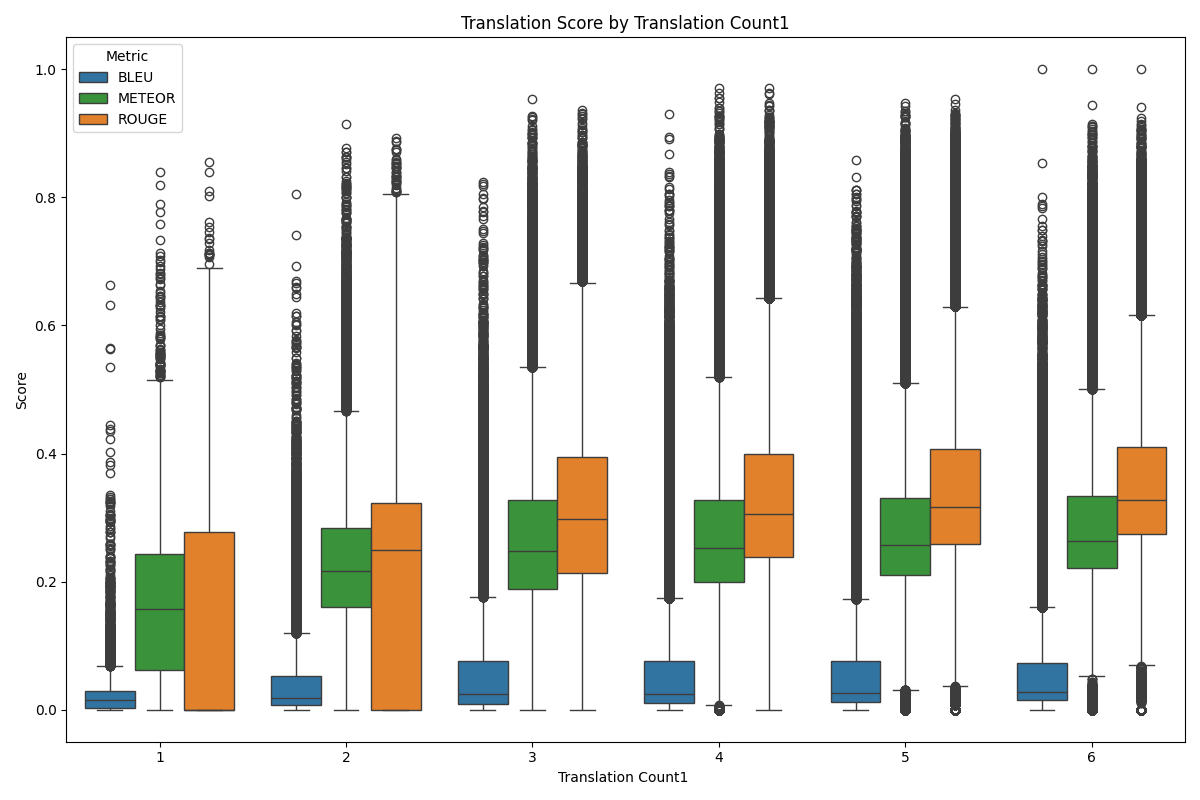 Translation Score by Translation Count1
Metric
BLEU
METEOR
ROUGE
Score
1.0
0.8
0.6
0.4
0.2
0.0
1 2 3 4 5 6
Translation Count1